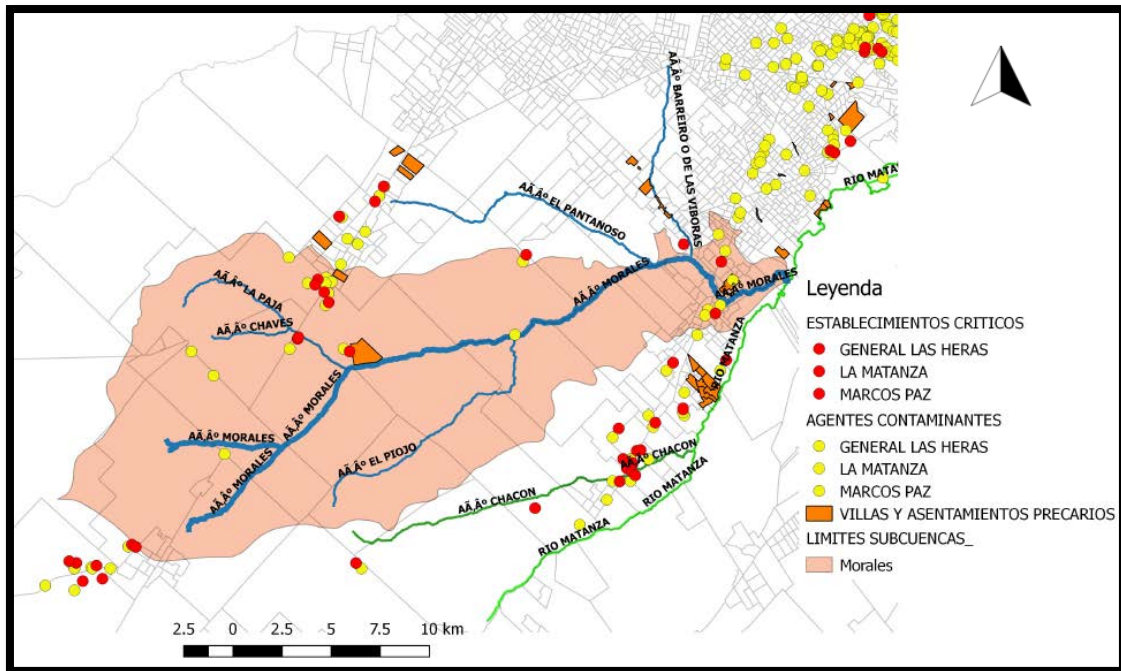 AÃ,Âº BARREIRO O DE LAS VIBORAS
RIO MATA
AÃ,Âº EL PANTANOSO
AÃ,Âº MORALES
AÃ,Âº MORALES
AÃ,Âº LA PAJA
AÃ,Âº CHAVES
RIO MATANZA
AÃ,Âº MORALES
AÃ,Âº MORALES
AÃ,Âº MORALES
AÃ,Âº EL PIOJO
AÃ,Âº CHACON
AÃ,Âº CHACON
RIO MATANZA
RIO MATANZA
Leyenda
ESTABLECIMIENTOS CRITICOS
GENERAL LAS HERAS
LA MATANZA
MARCOS PAZ
AGENTES CONTAMINANTES
GENERAL LAS HERAS
LA MATANZA
MARCOS PAZ
VILLAS Y ASENTAMIENTOS PRECARIOS
LIMITES SUBCUENCAS_
Morales
2.5 0 2.5 5 7.5 10 km